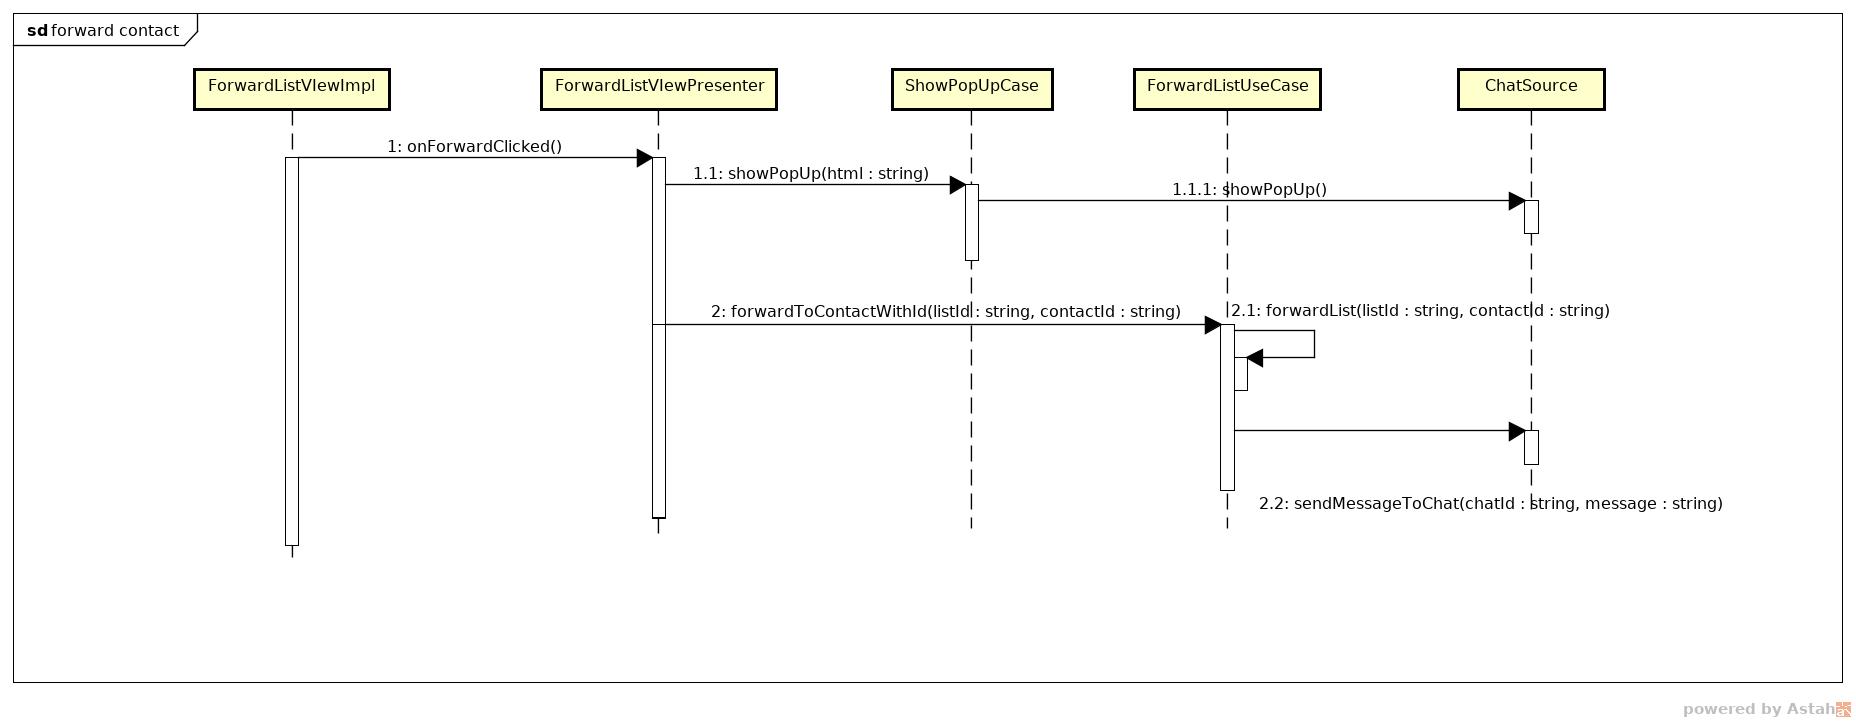 sd forward contact
ForwardListVIewImpl
ForwardListVIewPresenter
ShowPopUpCase
ForwardListUseCase
ChatSource
1: onForwardClicked()
1.1: showPopUp(html : string)
1.1.1: showPopUp()
2: forwardToContactWithId(listId : string, contactId : string)
2.1: forwardList(listId : string, contactId : string)
2.2: sendMessageToChat(chatId : string, message : string)
powered by Astah